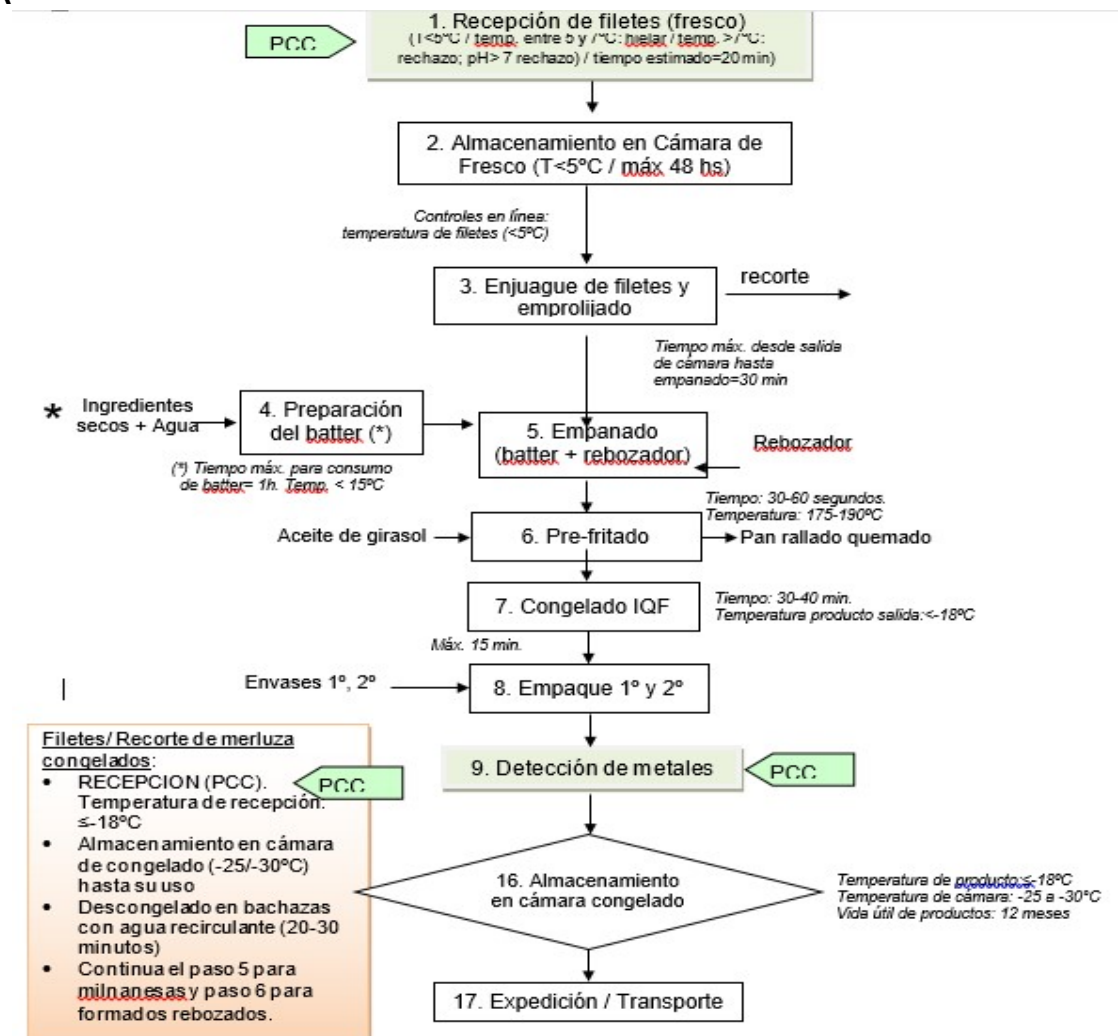 1. Recepción de filetes (fresco)
PCC
(T<5ºC / temp. entre 5 y 7ºC: hielar / temp. >7ºC:
rechazo; pH> 7 rechazo) / tiempo estimado=20min)
2. Almacenamiento en Cámara de
Fresco (T<5ºC / máx 48 hs)
Controles en línea:
temperatura de filetes (<5ºC)
3. Enjuague de filetes y
emprolijado
recorte
Tiempo máx. desde salida
de cámara hasta
empanado=30 min
* Ingredientes
secos + Agua
4. Preparación
del batter (*)
(*) Tiempo máx. para consumo
de batter= 1h. Temp. < 15ºC
5. Empanado
(batter + rebozador)
Rebozador
Tiempo: 30-60 segundos.
Temperatura: 175-190ºC
Aceite de girasol
6. Pre-fritado
Pan rallado quemado
7. Congelado IQF
Tiempo: 30-40 min.
Temperatura producto salida:<-18ºC
Máx. 15 min.
Envases 1º, 2º
8. Empaque 1º y 2º
9. Detección de metales
PCC
Filetes/ Recorte de merluza
congelados:
• RECEPCION (PCC).
PCC
Temperatura de recepción:
≤-18ºC
• Almacenamiento en cámara
de congelado (-25/-30ºC)
hasta su uso
• Descongelado en bachazas
con agua recirculante (20-30
minutos)
• Continua el paso 5 para
milnanesas y paso 6 para
formados rebozados.
16. Almacenamiento
en cámara congelado
Temperatura de producto:≤-18ºC
Temperatura de cámara: -25 a -30°C
Vida útil de productos: 12 meses
17. Expedición / Transporte